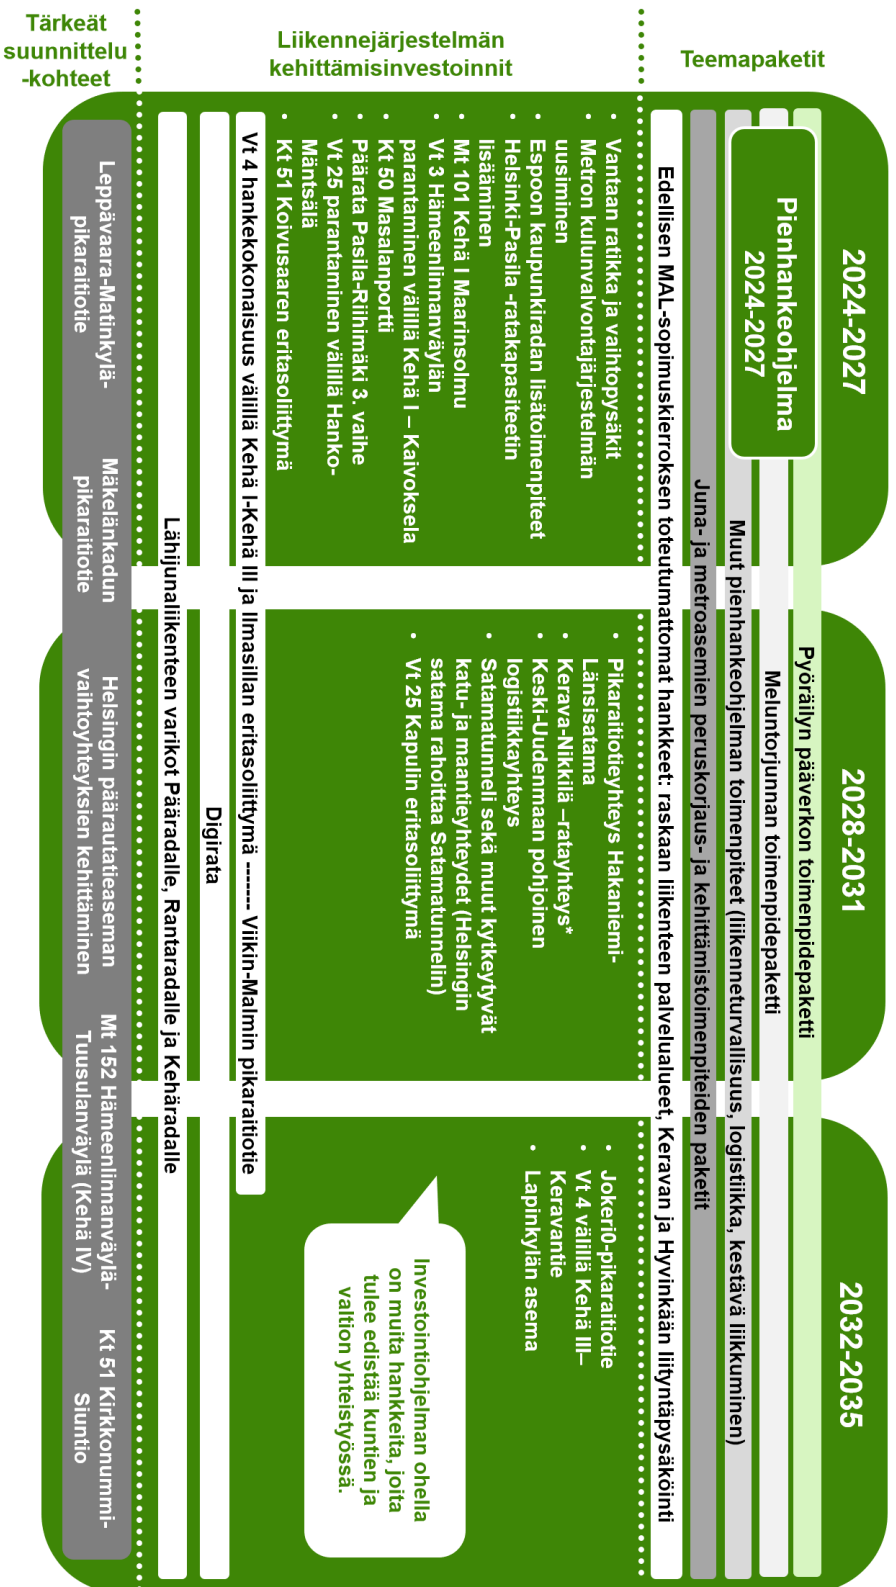 2024-2027
2028-2031
2032-2035
Teemapaketit
Pienhankeohjelma
2024-2027
Pyöräilyn pääverkon toimenpidepaketti
Meluntorjunnan toimenpidepaketti
Muut pienhankeohjelman toimenpiteet (liikenneturvallisuus, logistiikka, kestävä liikkuminen)
Juna- ja metroasemien peruskorjaus- ja kehittämistoimenpiteiden paketit
Edellisen MAL-sopimuskierroksen toteutumattomat hankkeet: raskaan liikenteen palvelualueet, Keravan ja Hyvinkään liityntäpysäköinti
Liikennejärjestelmän
kehittämisinvestoinnit
• Vantaan ratikka ja vaihtopysäkit
• Metron kulunvalvontajärjestelmän
uusiminen
• Espoon kaupunkiradan lisätoimenpiteet
• Helsinki-Pasila -ratakapasiteetin
lisääminen
• Mt 101 Kehä I Maarinsolmu
• Vt 3 Hämeenlinnanväylän
parantaminen välillä Kehä I – Kaivoksela
• Kt 50 Masalanportti
• Päärata Pasila-Riihimäki 3. vaihe
• Vt 25 parantaminen välillä Hanko-
Mäntsälä
• Kt 51 Koivusaaren eritasoliittymä
• Pikaraitiotieyhteys Hakaniemi-
Länsisatama
• Kerava-Nikkilä –ratayhteys*
• Keski-Uudenmaan pohjoinen
logistiikkayhteys
• Satamatunneli sekä muut kytkeytyvät
katu- ja maantieyhteydet (Helsingin
satama rahoittaa Satamatunnelin)
• Vt 25 Kapulin eritasoliittymä
• Jokeri0-pikaraitiotie
• Vt 4 välillä Kehä III–
Keravantie
• Lapinkylän asema
Investointiohjelman ohella
on muita hankkeita, joita
tulee edistää kuntien ja
valtion yhteistyössä.
Vt 4 hankekokonaisuus välillä Kehä I-Kehä III ja Ilmasillan eritasoliittymä ------- Viikin-Malmin pikaraitiotie
Digirata
Lähijunaliikenteen varikot Pääradalle, Rantaradalle ja Kehäradalle
Tärkeät
suunnittelu
-kohteet
Leppävaara-Matinkylä-
pikaraitiotie
Mäkelänkadun
pikaraitiotie
Helsingin päärautatieaseman
vaihtoyhteyksien kehittäminen
Mt 152 Hämeenlinnanväylä-
Tuusulanväylä (Kehä IV)
Kt 51 Kirkkonummi-
Siuntio